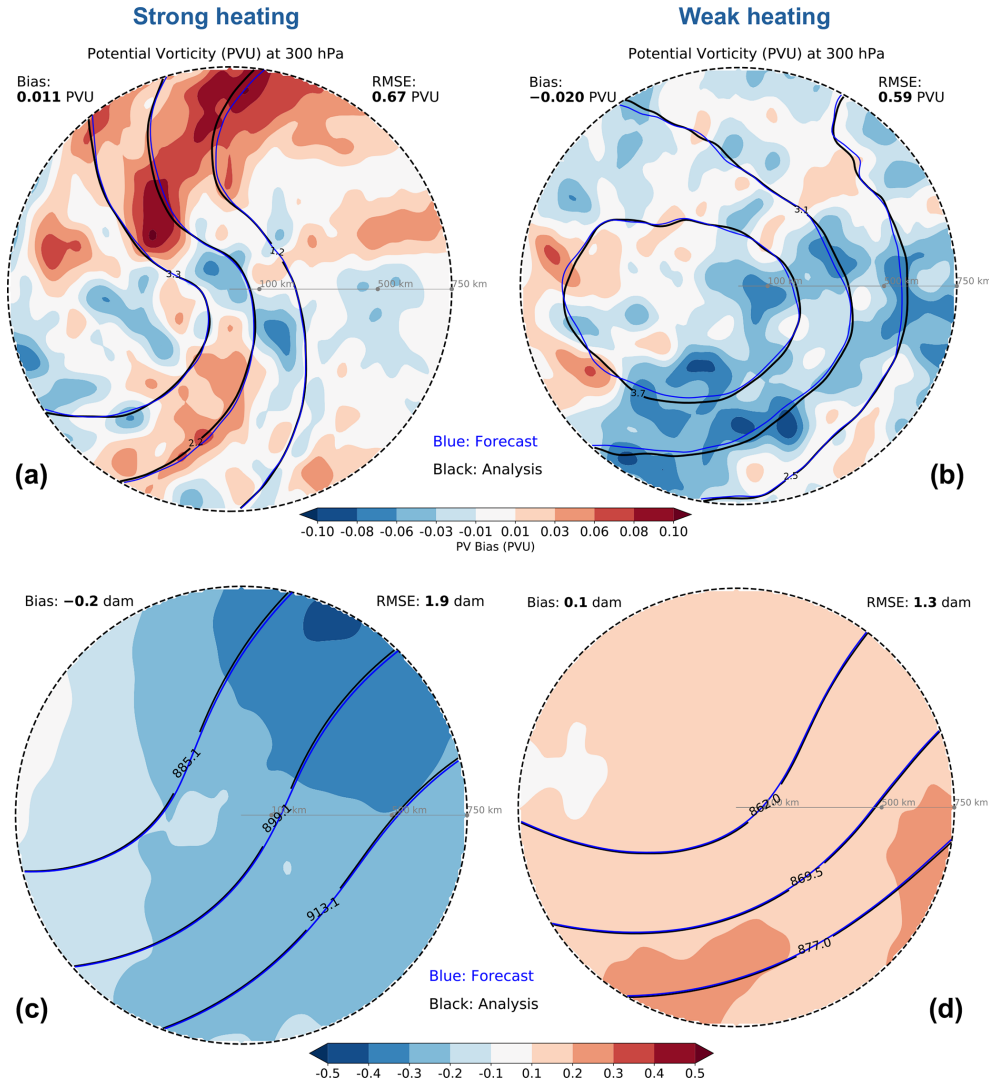 Strong heating
Weak heating
Potential Vorticity (PVU) at 300 hPa
Potential Vorticity (PVU) at 300 hPa
Bias:
0.011 PVU
RMSE:
0.67 PVU
Bias:
−0.020 PVU
RMSE:
0.59 PVU
3.3
1.2
2.2
100 km
500 km
750 km
3.1
3.7
2.5
100 km
750 km
Blue: Forecast
Black: Analysis
(a)
(b)
-0.10 -0.08 -0.06 -0.03 -0.01 0.01 0.03 0.06 0.08 0.10
PV Bias (PVU)
Bias: −0.2 dam
RMSE: 1.9 dam
Bias: 0.1 dam
RMSE: 1.3 dam
885.1
899.1
913.1
km
km
750 km
862.0
869.5
877.0
km
500 km
750 km
Blue: Forecast
Black: Analysis
(c)
(d)
-0.5 -0.4 -0.3 -0.2 -0.1 0.1 0.2 0.3 0.4 0.5